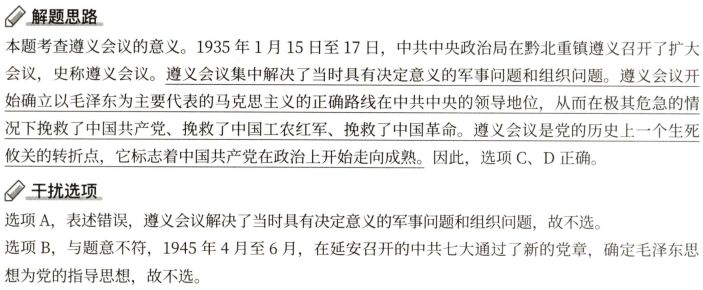 解题思路
本题考查遵义会议的意义。1935 年 1 月 15 日至 17 日，中共中央政治局在黔北重镇遵义召开了扩大
会议，史称遵义会议。遵义会议集中解决了当时具有决定意义的军事问题和组织问题。遵义会议开
始确立以毛泽东为主要代表的马克思主义的正确路线在中共中央的领导地位，从而在极其危急的情
况下挽救了中国共产党、挽救了中国工农红军、挽救了中国革命。遵义会议是党的历史上一个生死
攸关的转折点，它标志着中国共产党在政治上开始走向成熟。因此，选项 C、D 正确。
干扰选项
选项 A，表述错误，遵义会议解决了当时具有决定意义的军事问题和组织问题，故不选。
选项 B，与题意不符，1945 年 4 月至 6 月，在延安召开的中共七大通过了新的党章，确定毛泽东思
想为党的指导思想，故不选。